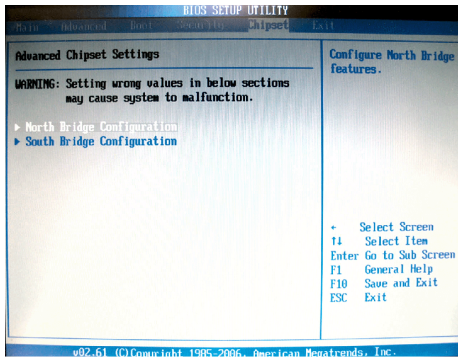 BIOS SETUP UTILITY
Main Advanced Boot Security Chipset Exit
Advanced Chipset Settings
WARNING: Setting wrong values in below sections
may cause system to malfunction.
▶ North Bridge Configuration
▶ South Bridge Configuration
Configure North Bridge
features.
← Select Screen
↑↓ Select Item
Enter Go to Sub Screen
F1 General Help
F10 Save and Exit
ESC Exit
v02.61 (C)Copyright 1985-2006, American Megatrends, Inc.